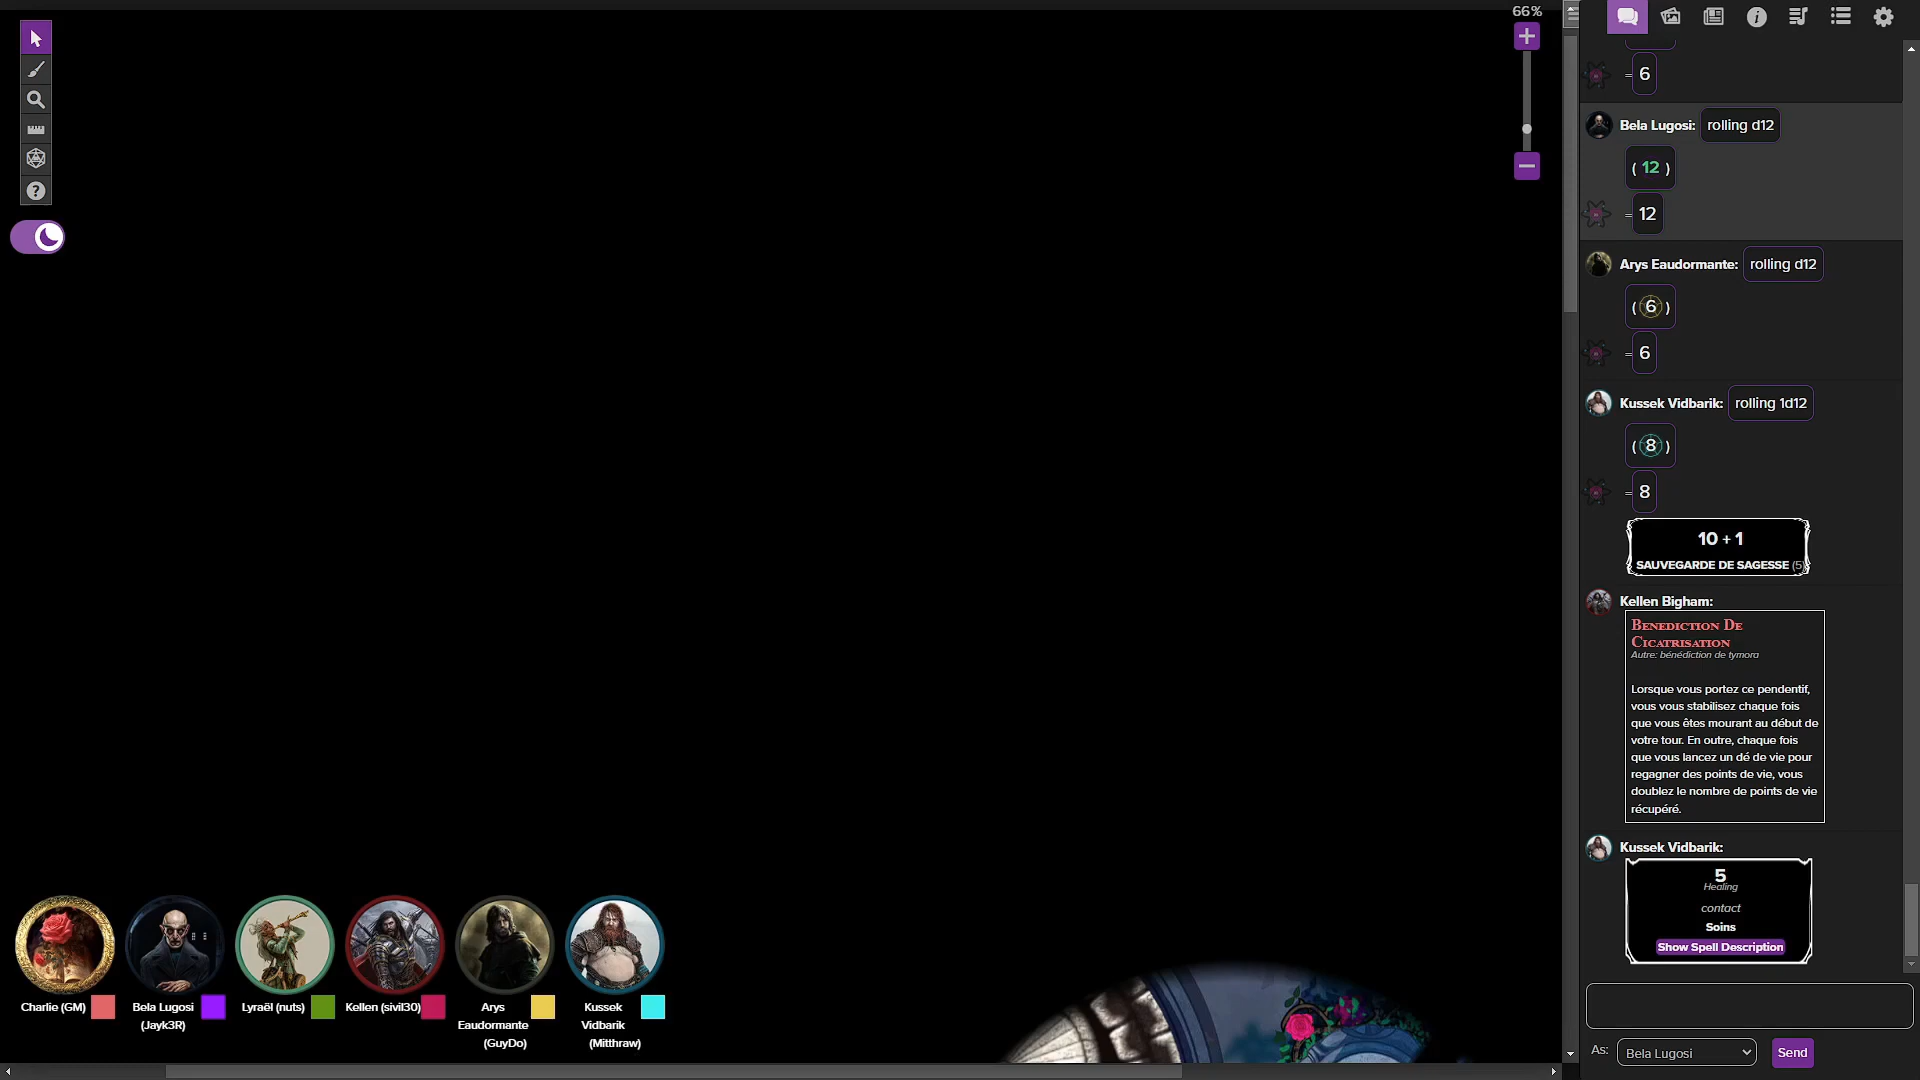 66%
= 6
Bela Lugosi: rolling d12
( 12 )
= 12
Arys Eaudormante: rolling d12
( 6 )
= 6
Kussek Vidbarik: rolling 1d12
( 8 )
= 8
10 + 1
SAUVEGARDE DE SAGESSE (5)
Kellen Bigham:
BENEDICTION DE
CICATRISATION
Autre: bénédiction de tymora
Lorsque vous portez ce pendentif,
vous vous stabilisez chaque fois
que vous êtes mourant au début de
votre tour. En outre, chaque fois
que vous lancez un dé de vie pour
regagner des points de vie, vous
doublez le nombre de points de vie
récupéré.
Kussek Vidbarik:
5
Healing
contact
Soins
Show Spell Description
Charlie (GM)
Bela Lugosi
(Jayk3R)
Lyraël (nuts)
Kellen (sivil30)
Arys
Eaudormante
(GuyDo)
Kussek
Vidbarik
(Mitthraw)
As: Bela Lugosi Send